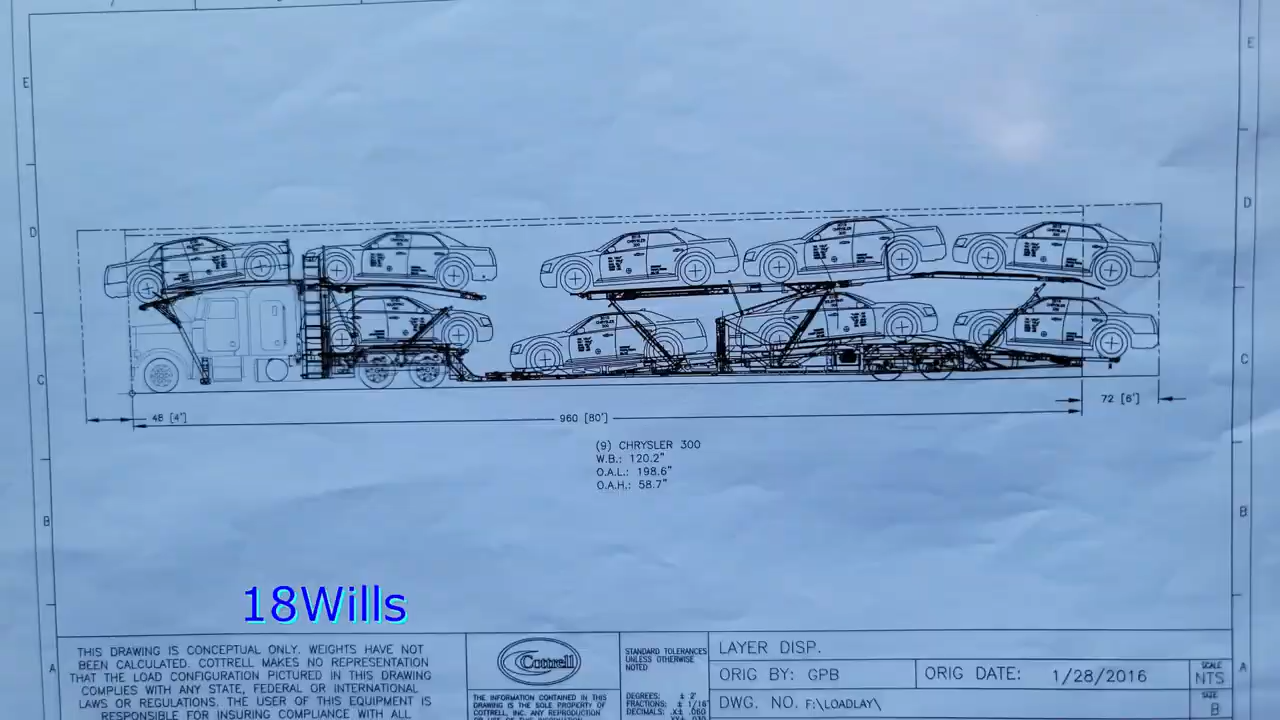 E
E
D
D
C
C
B
B
A
A
48 [4']
960 [80']
72 [6']
(9) CHRYSLER 300
W.B.: 120.2"
O.A.L.: 198.6"
O.A.H.: 58.7"
18Wills
THIS DRAWING IS CONCEPTUAL ONLY. WEIGHTS HAVE NOT
BEEN CALCULATED. COTTRELL MAKES NO REPRESENTATION
THAT THE LOAD CONFIGURATION PICTURED IN THIS DRAWING
COMPLIES WITH ANY STATE, FEDERAL OR INTERNATIONAL
LAWS OR REGULATIONS. THE USER OF THIS EQUIPMENT IS
RESPONSIBLE FOR INSURING COMPLIANCE WITH ALL
Cottrell
THE INFORMATION CONTAINED IN THIS
DRAWING IS THE SOLE PROPERTY OF
COTTRELL, INC. ANY REPRODUCTION
STANDARD TOLERANCES
UNLESS OTHERWISE
NOTED
DEGREES: ± 2°
FRACTIONS: ± 1/16"
DECIMALS: .X± .060
LAYER DISP.
ORIG BY: GPB
ORIG DATE: 1/28/2016
SCALE
NTS
DWG. NO. F:\LOADLAY\
SIZE
B